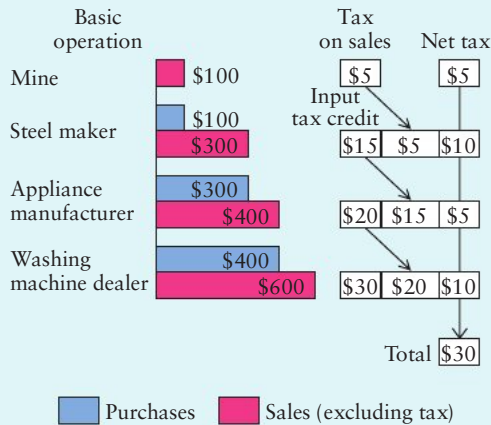 Basic operation
Tax on sales
Net tax
Mine
$100
$5
$5
Input tax credit
Steel maker
$100
$300
$15 $5 $10
Appliance manufacturer
$300
$400
$20 $15 $5
Washing machine dealer
$400
$600
$30 $20 $10
Total $30
Purchases
Sales (excluding tax)